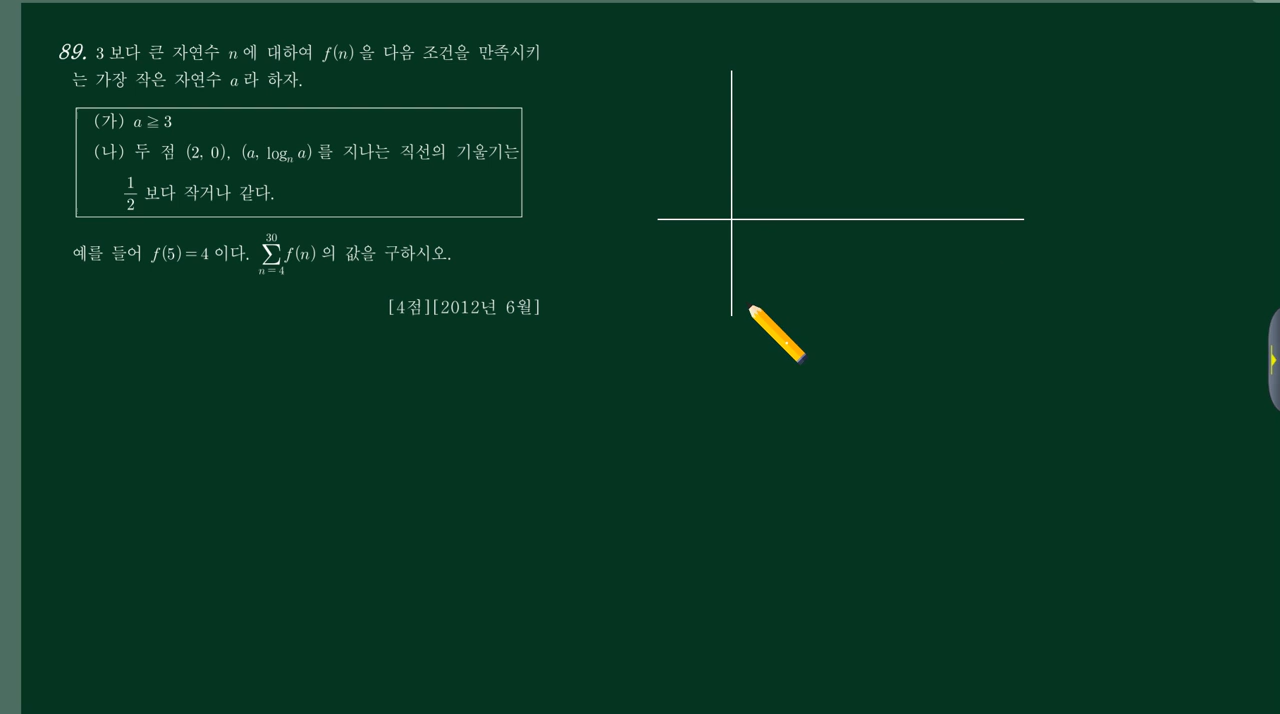 89. 3보다 큰 자연수 n에 대하여 f(n)을 다음 조건을 만족시키
는 가장 작은 자연수 a라 하자.
(가) a ≧ 3
(나) 두 점 (2, 0), (a, logₙ a)를 지나는 직선의 기울기는
1/2 보다 작거나 같다.
예를 들어 f(5)=4이다. ∑_{n=4}^{30} f(n)의 값을 구하시오.
[4점][2012년 6월]